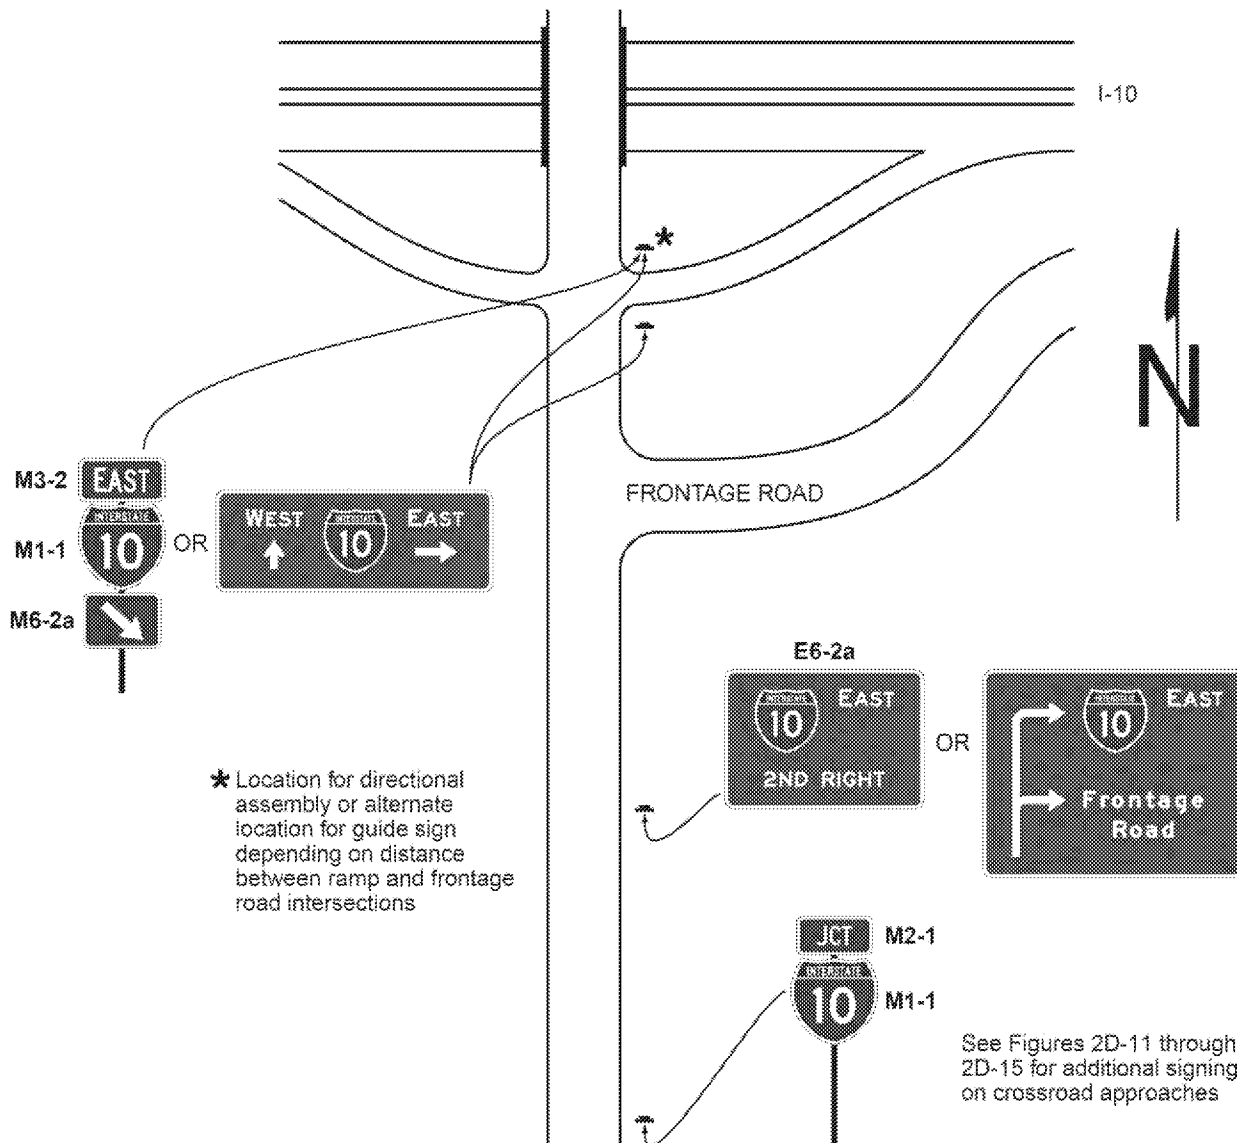 I-10
★
N
M3-2
EAST
M1-1
INTERSTATE
10
M6-2a
OR
WEST
INTERSTATE
10
EAST
FRONTAGE ROAD
E6-2a
INTERSTATE
10
EAST
2ND RIGHT
OR
INTERSTATE
10
EAST
Frontage
Road
★ Location for directional
assembly or alternate
location for guide sign
depending on distance
between ramp and frontage
road intersections
JCT
M2-1
INTERSTATE
10
M1-1
See Figures 2D-11 through
2D-15 for additional signing
on crossroad approaches